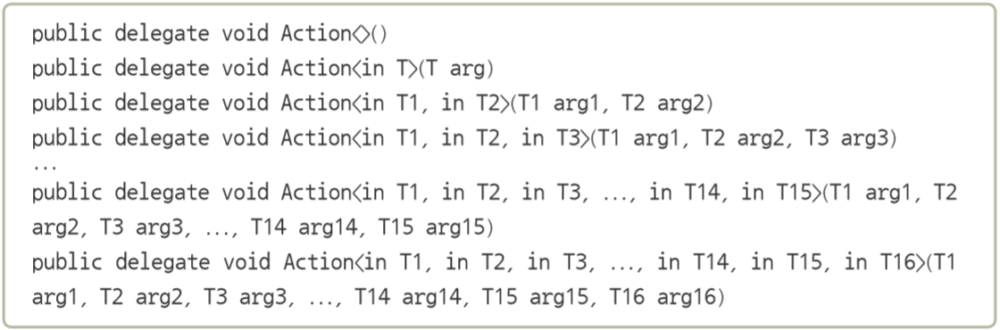 public delegate void Action<>()
public delegate void Action<in T>(T arg)
public delegate void Action<in T1, in T2>(T1 arg1, T2 arg2)
public delegate void Action<in T1, in T2, in T3>(T1 arg1, T2 arg2, T3 arg3)
...
public delegate void Action<in T1, in T2, in T3, ..., in T14, in T15>(T1 arg1, T2
arg2, T3 arg3, ..., T14 arg14, T15 arg15)
public delegate void Action<in T1, in T2, in T3, ..., in T14, in T15, in T16>(T1
arg1, T2 arg2, T3 arg3, ..., T14 arg14, T15 arg15, T16 arg16)